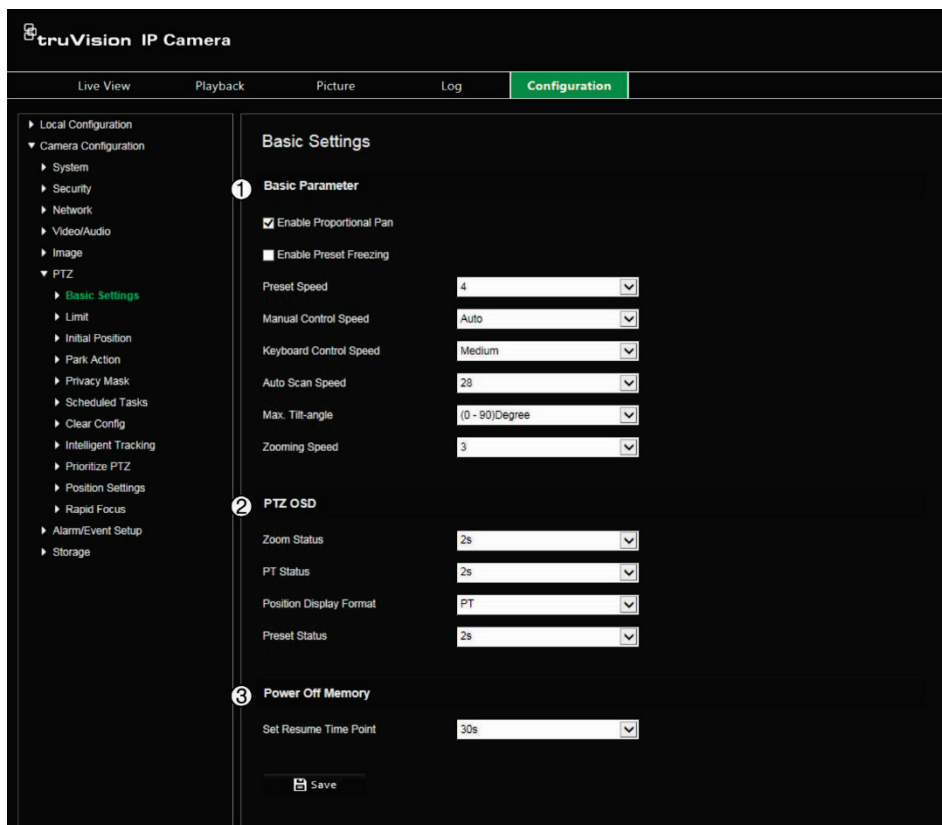 truVision IP Camera
Live View Playback Picture Log Configuration
Local Configuration
Camera Configuration
System
Security
Network
Video/Audio
Image
PTZ
Basic Settings
Limit
Initial Position
Park Action
Privacy Mask
Scheduled Tasks
Clear Config
Intelligent Tracking
Prioritize PTZ
Position Settings
Rapid Focus
Alarm/Event Setup
Storage
Basic Settings
1 Basic Parameter
Enable Proportional Pan
Enable Preset Freezing
Preset Speed 4
Manual Control Speed Auto
Keyboard Control Speed Medium
Auto Scan Speed 28
Max. Tilt-angle (0 - 90)Degree
Zooming Speed 3
2 PTZ OSD
Zoom Status 2s
PT Status 2s
Position Display Format PT
Preset Status 2s
3 Power Off Memory
Set Resume Time Point 30s
Save